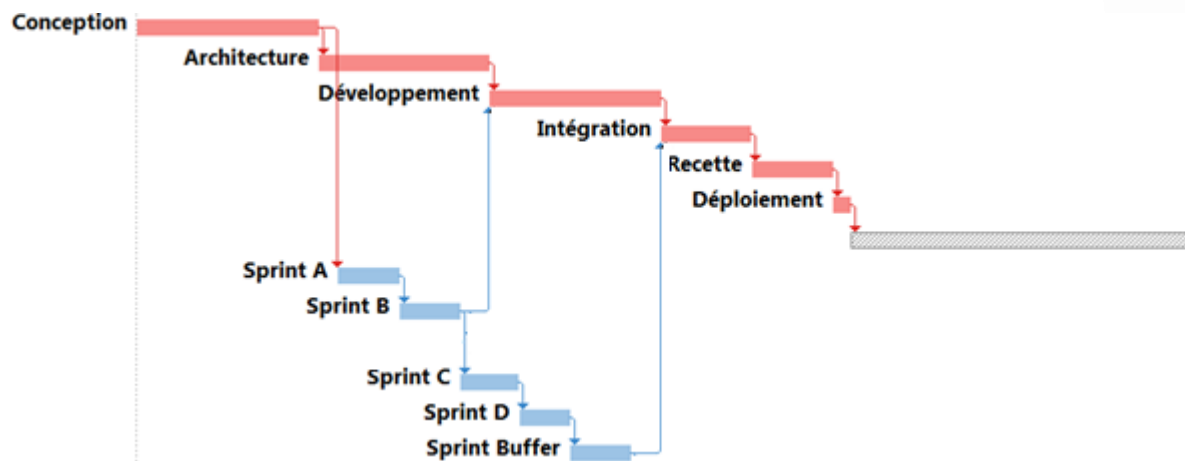 Conception
Architecture
Développement
Intégration
Recette
Déploiement
Sprint A
Sprint B
Sprint C
Sprint D
Sprint Buffer